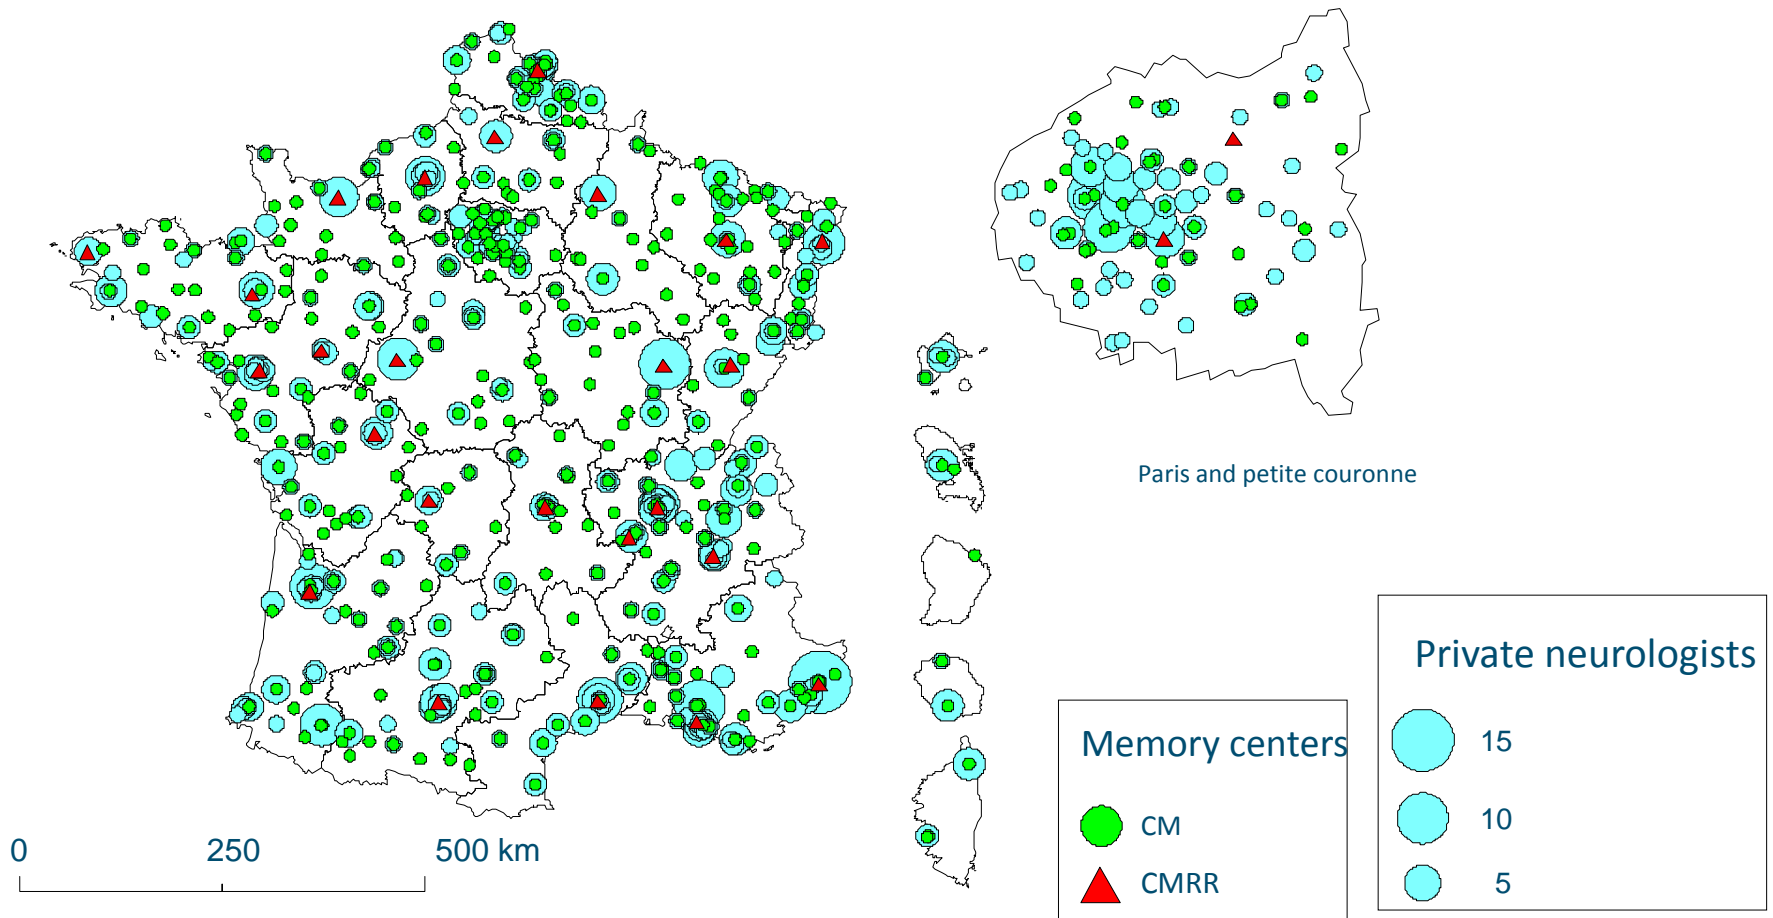 Paris and petite couronne
Private neurologists
15
10
5
Memory centers
CM
CMRR
0 250 500 km